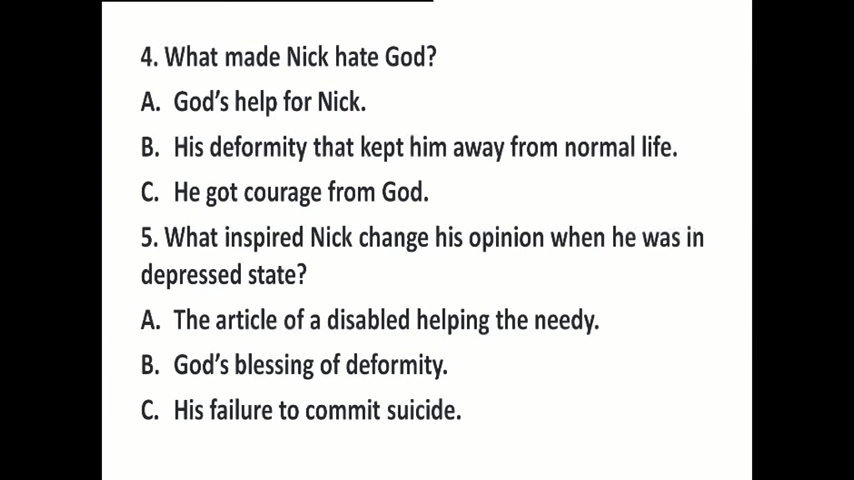 4. What made Nick hate God?
A. God's help for Nick.
B. His deformity that kept him away from normal life.
C. He got courage from God.
5. What inspired Nick change his opinion when he was in
depressed state?
A. The article of a disabled helping the needy.
B. God's blessing of deformity.
C. His failure to commit suicide.